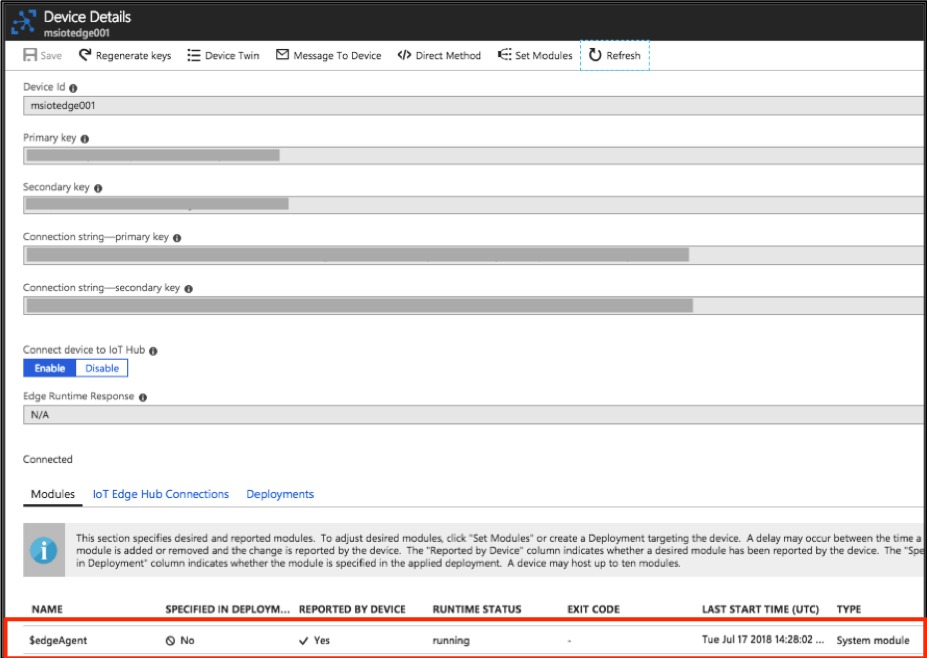 Device Details
msiotedge001
Save Regenerate keys Device Twin Message To Device </> Direct Method Set Modules Refresh
Device Id
msiotedge001
Primary key
Secondary key
Connection string—primary key
Connection string—secondary key
Connect device to IoT Hub
Enable Disable
Edge Runtime Response
N/A
Connected
Modules IoT Edge Hub Connections Deployments
This section specifies desired and reported modules. To adjust desired modules, click "Set Modules" or create a Deployment targeting the device. A delay may occur between the time a
module is added or removed and the change is reported by the device. The "Reported by Device" column indicates whether a desired module has been reported by the device. The "Spe
in Deployment" column indicates whether the module is specified in the applied deployment. A device may host up to ten modules.
NAME SPECIFIED IN DEPLOYM... REPORTED BY DEVICE RUNTIME STATUS EXIT CODE LAST START TIME (UTC) TYPE
$edgeAgent No Yes running - Tue Jul 17 2018 14:28:02 ... System module